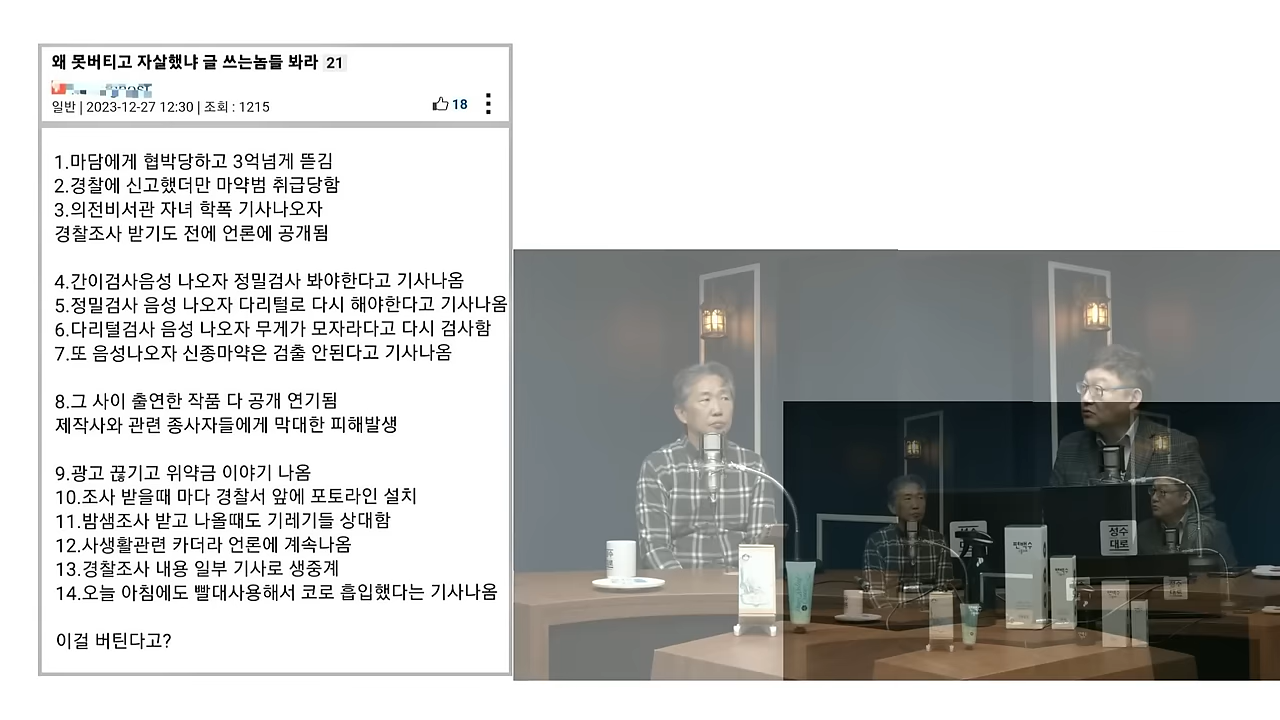 왜 못버티고 자살했냐 글 쓰는놈들 봐라 21
일반 | 2023-12-27 12:30 | 조회 : 1215
18
1.마담에게 협박당하고 3억넘게 뜯김
2.경찰에 신고했더만 마약범 취급당함
3.의전비서관 자녀 학폭 기사나오자
경찰조사 받기도 전에 언론에 공개됨
4.간이검사음성 나오자 정밀검사 봐야한다고 기사나옴
5.정밀검사 음성 나오자 다리털로 다시 해야한다고 기사나옴
6.다리털검사 음성 나오자 무게가 모자라다고 다시 검사함
7.또 음성나오자 신종마약은 검출 안된다고 기사나옴
8.그 사이 출연한 작품 다 공개 연기됨
제작사와 관련 종사자들에게 막대한 피해발생
9.광고 끊기고 위약금 이야기 나옴
10.조사 받을때 마다 경찰서 앞에 포토라인 설치
11.밤샘조사 받고 나올때도 기레기들 상대함
12.사생활관련 카더라 언론에 계속나옴
13.경찰조사 내용 일부 기사로 생중계
14.오늘 아침에도 빨대사용해서 코로 흡입했다는 기사나옴
이걸 버틴다고?
성수
대로
성수
대로